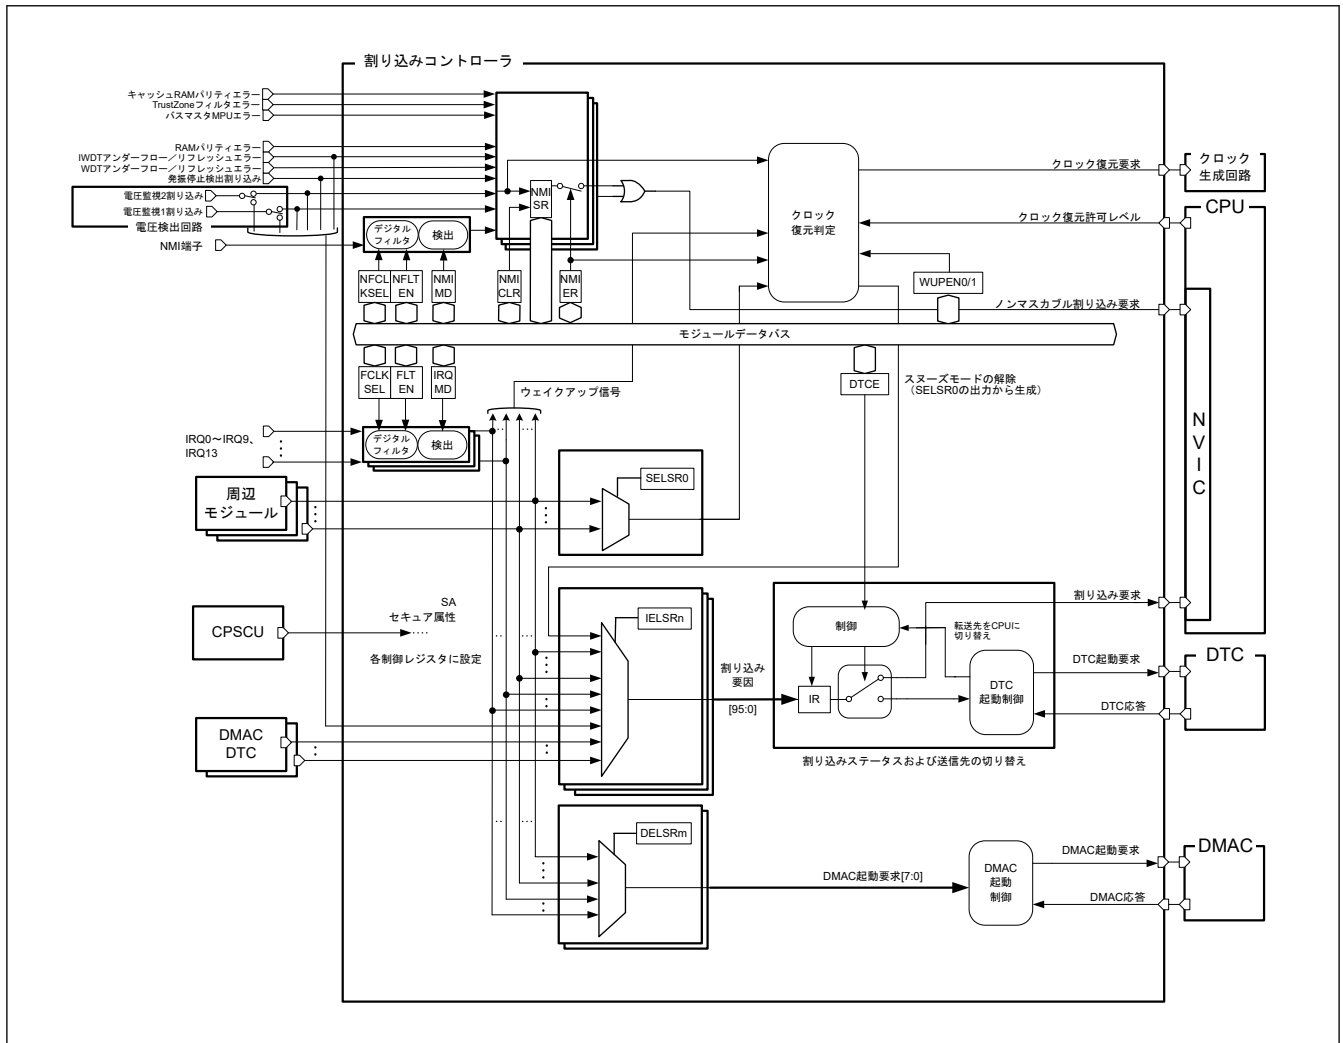 割り込みコントローラ
キャッシュRAMパリティエラー
TrustZoneフィルタエラー
バスマスタMPUエラー
RAMパリティエラー
IWDTアンダーフロー／リフレッシュエラー
WDTアンダーフロー／リフレッシュエラー
発振停止検出割り込み
電圧監視2割り込み
電圧監視1割り込み
電圧検出回路
NMI端子
デジタル
フィルタ
検出
NMI
SR
NFCL
KSEL
NFLT
EN
NMI
MD
NMI
CLR
NMI
ER
クロック
復元判定
WUPEN0/1
クロック復元要求
クロック
生成回路
クロック復元許可レベル
CPU
ノンマスカブル割り込み要求
モジュールデータバス
FCLK
SEL
FLT
EN
IRQ
MD
ウェイクアップ信号
DTCE
スヌーズモードの解除
（SELSR0の出力から生成）
NVIC
IRQ0～IRQ9、
IRQ13
デジタル
フィルタ
検出
周辺
モジュール
SELSR0
CPSCU
SA
セキュア属性
各制御レジスタに設定
IELSRn
割り込み
要因
[95:0]
制御
転送先をCPUに
切り替え
IR
DTC
起動制御
割り込み要求
DTC起動要求
DTC応答
DTC
DMAC
DTC
割り込みステータスおよび送信先の切り替え
DELSRm
DMAC起動要求[7:0]
DMAC
起動
制御
DMAC起動要求
DMAC応答
DMAC